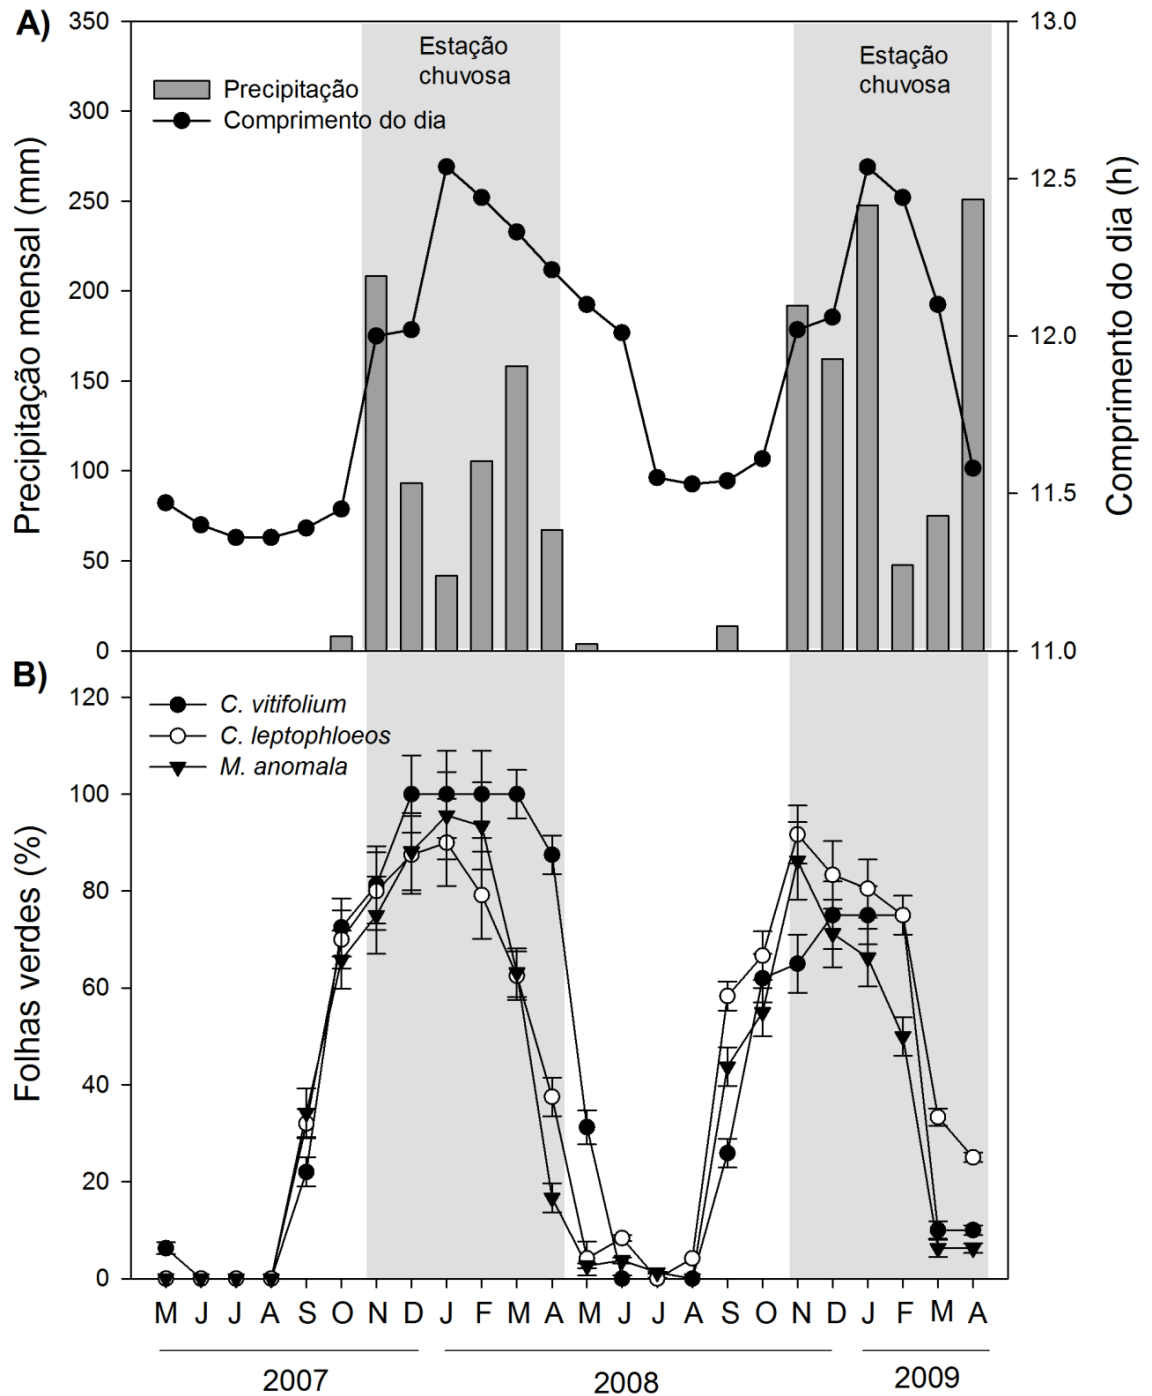 A)
350
300
250
200
150
100
50
0
Precipitação mensal (mm)
Precipitação
Comprimento do dia
Estação
chuvosa
Estação
chuvosa
13.0
12.5
12.0
11.5
11.0
Comprimento do dia (h)
B)
120
100
80
60
40
20
0
Folhas verdes (%)
C. vitifolium
C. leptophloeos
M. anomala
M J J A S O N D J F M A M J J A S O N D J F M A
2007 2008 2009